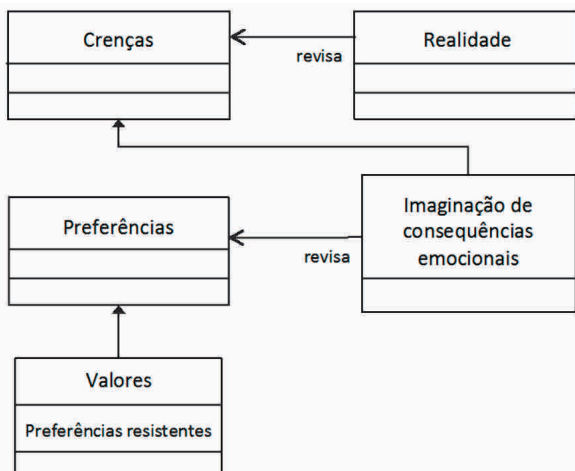 Crenças
Realidade
revisa
Preferências
Imaginação de
consequências
emocionais
revisa
Valores
Preferências resistentes